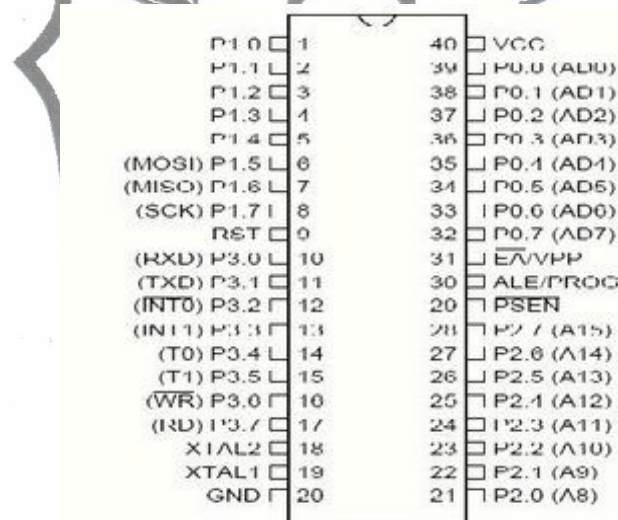 P1.0 1 40 VCC
P1.1 2 39 P0.0 (AD0)
P1.2 3 38 P0.1 (AD1)
P1.3 4 37 P0.2 (AD2)
P1.4 5 36 P0.3 (AD3)
(MOSI) P1.5 6 35 P0.4 (AD4)
(MISO) P1.6 7 34 P0.5 (AD5)
(SCK) P1.7 8 33 P0.6 (AD6)
RST 9 32 P0.7 (AD7)
(RXD) P3.0 10 31 EA/VPP
(TXD) P3.1 11 30 ALE/PROG
(INT0) P3.2 12 29 PSEN
(INT1) P3.3 13 28 P2.7 (A15)
(T0) P3.4 14 27 P2.6 (A14)
(T1) P3.5 15 26 P2.5 (A13)
(WR) P3.6 16 25 P2.4 (A12)
(RD) P3.7 17 24 P2.3 (A11)
XTAL2 18 23 P2.2 (A10)
XTAL1 19 22 P2.1 (A9)
GND 20 21 P2.0 (A8)